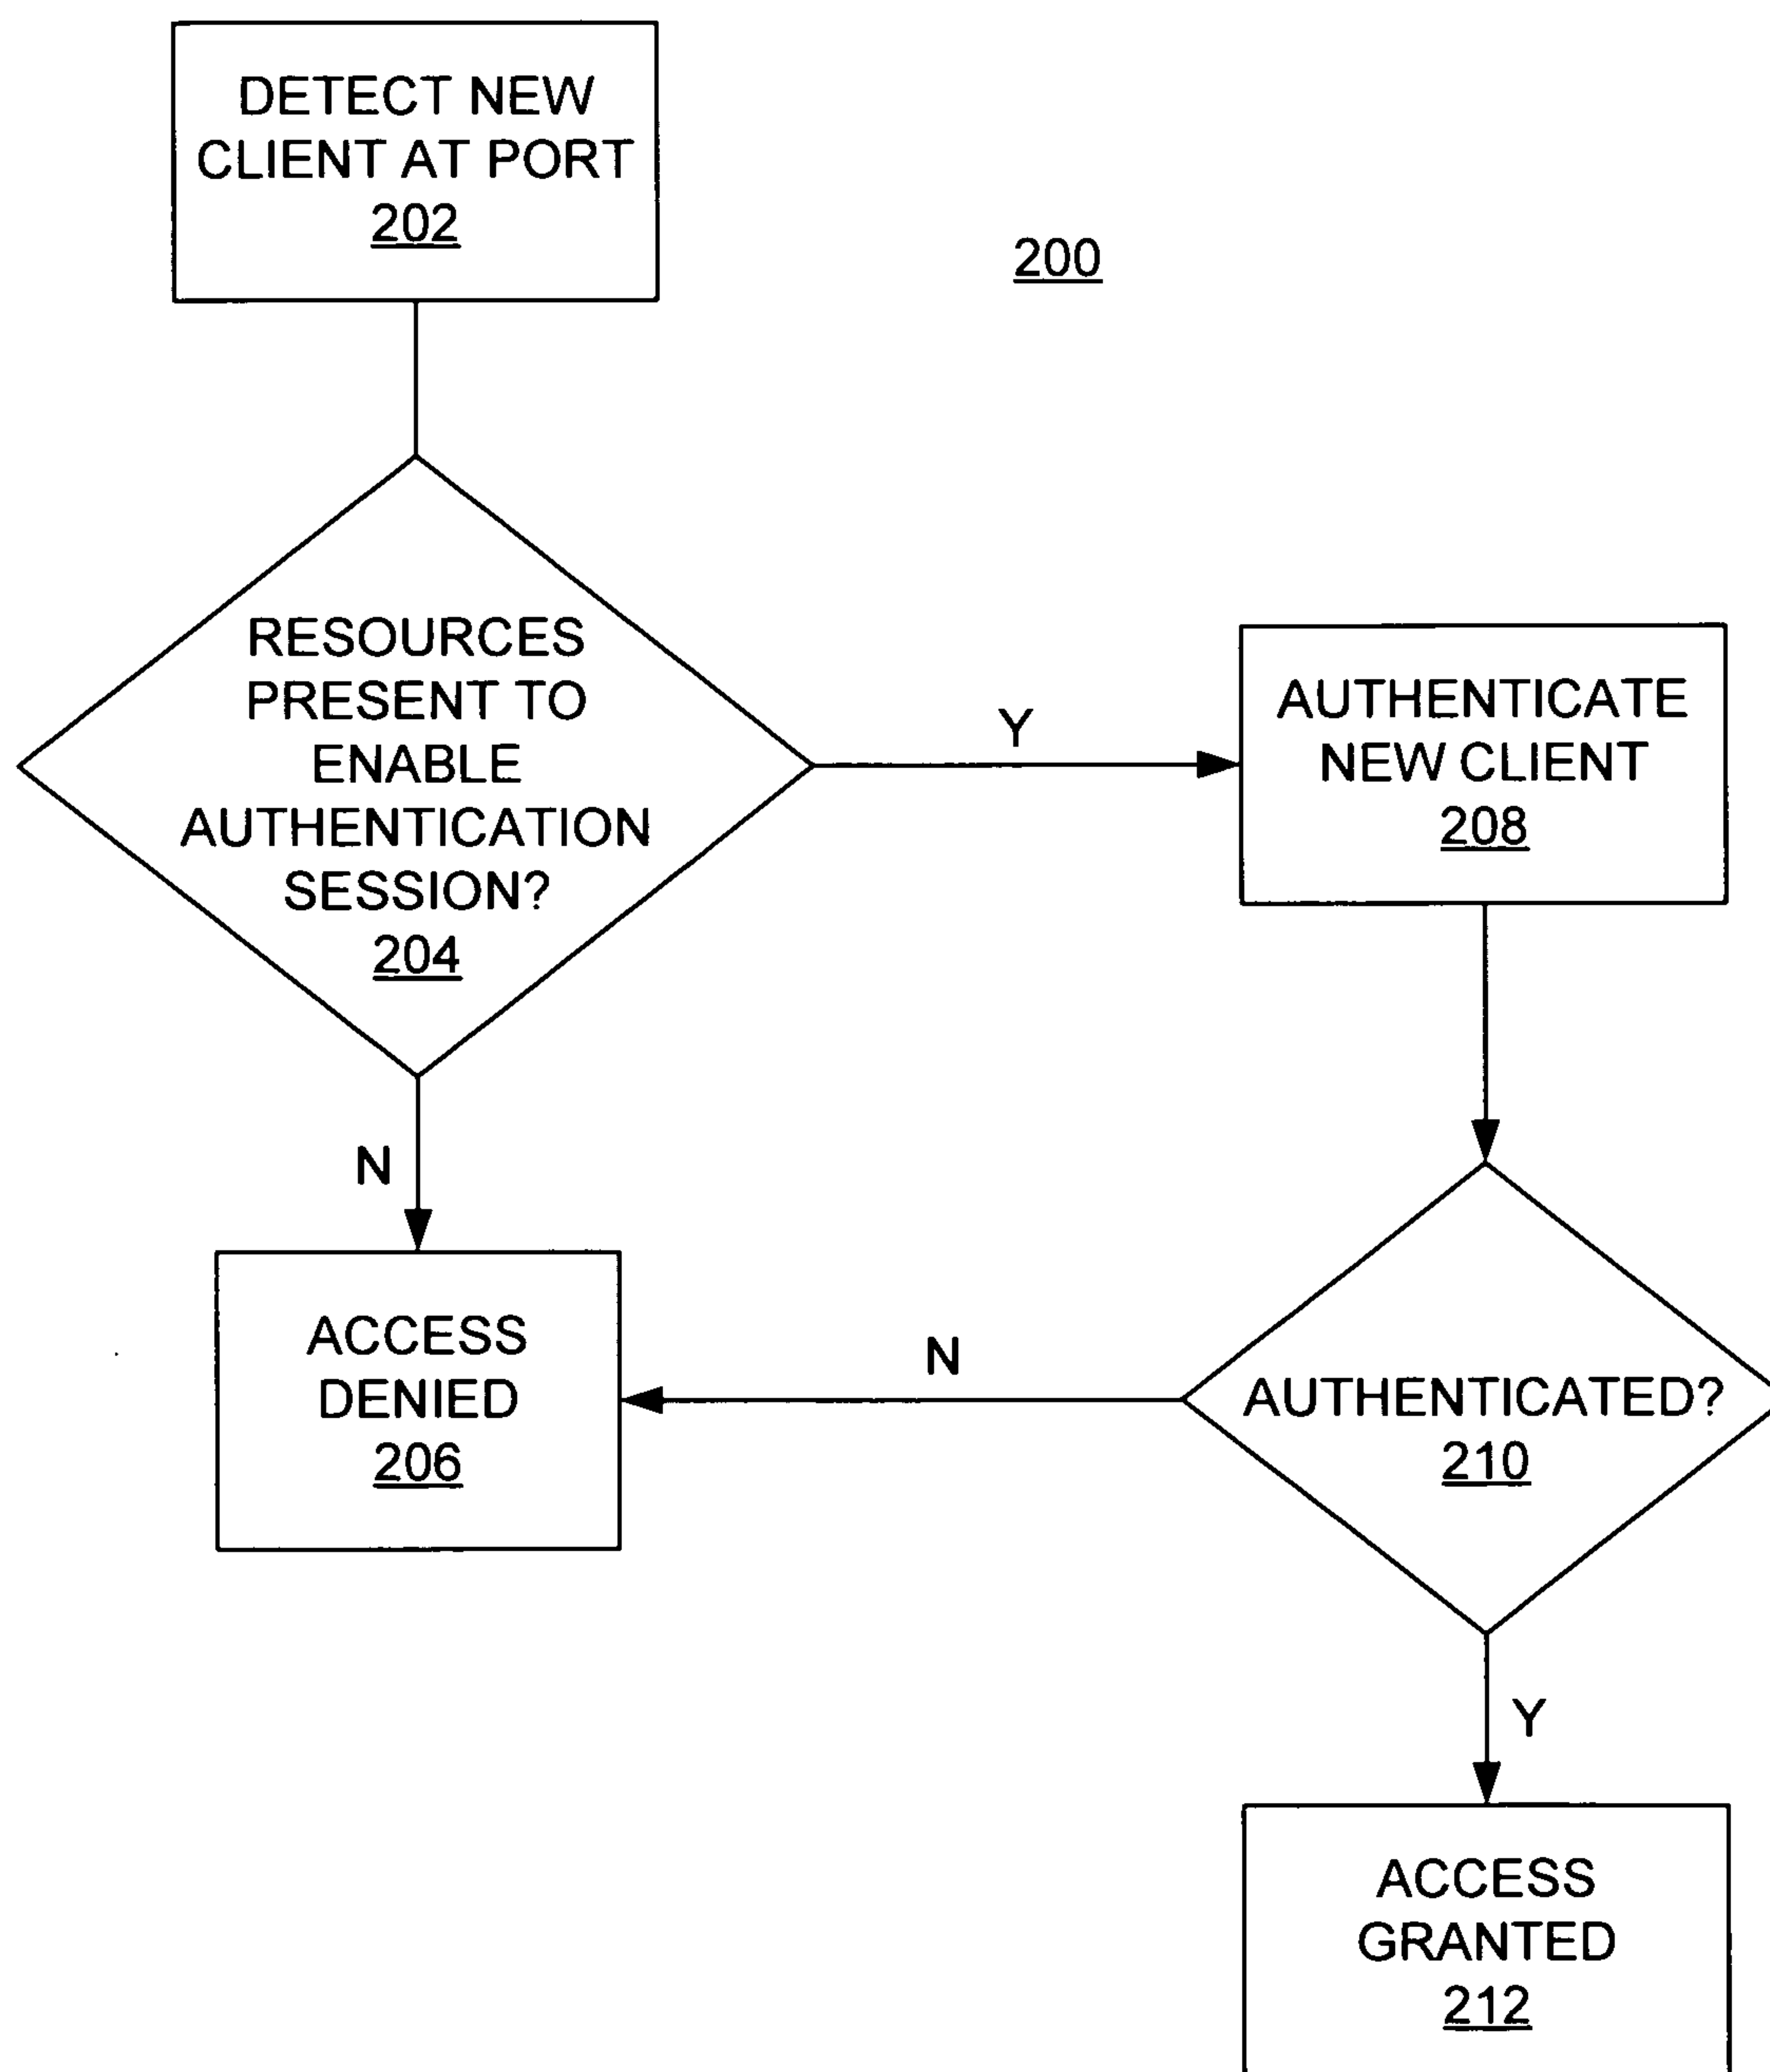 DETECT NEW
CLIENT AT PORT
202
200
RESOURCES
PRESENT TO
ENABLE
AUTHENTICATION
SESSION?
204
Y
AUTHENTICATE
NEW CLIENT
208
N
ACCESS
DENIED
206
N
AUTHENTICATED?
210
Y
ACCESS
GRANTED
212